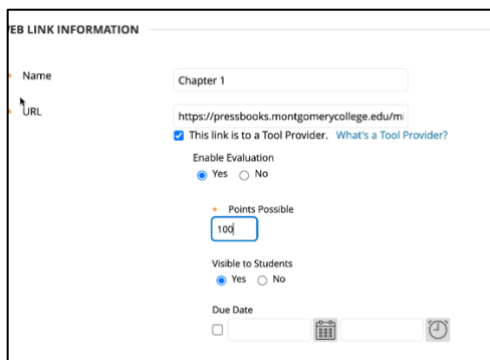 EB LINK INFORMATION
* Name
Chapter 1
* URL
https://pressbooks.montgomerycollege.edu/m
This link is to a Tool Provider. What's a Tool Provider?
Enable Evaluation
Yes No
* Points Possible
100
Visible to Students
Yes No
Due Date